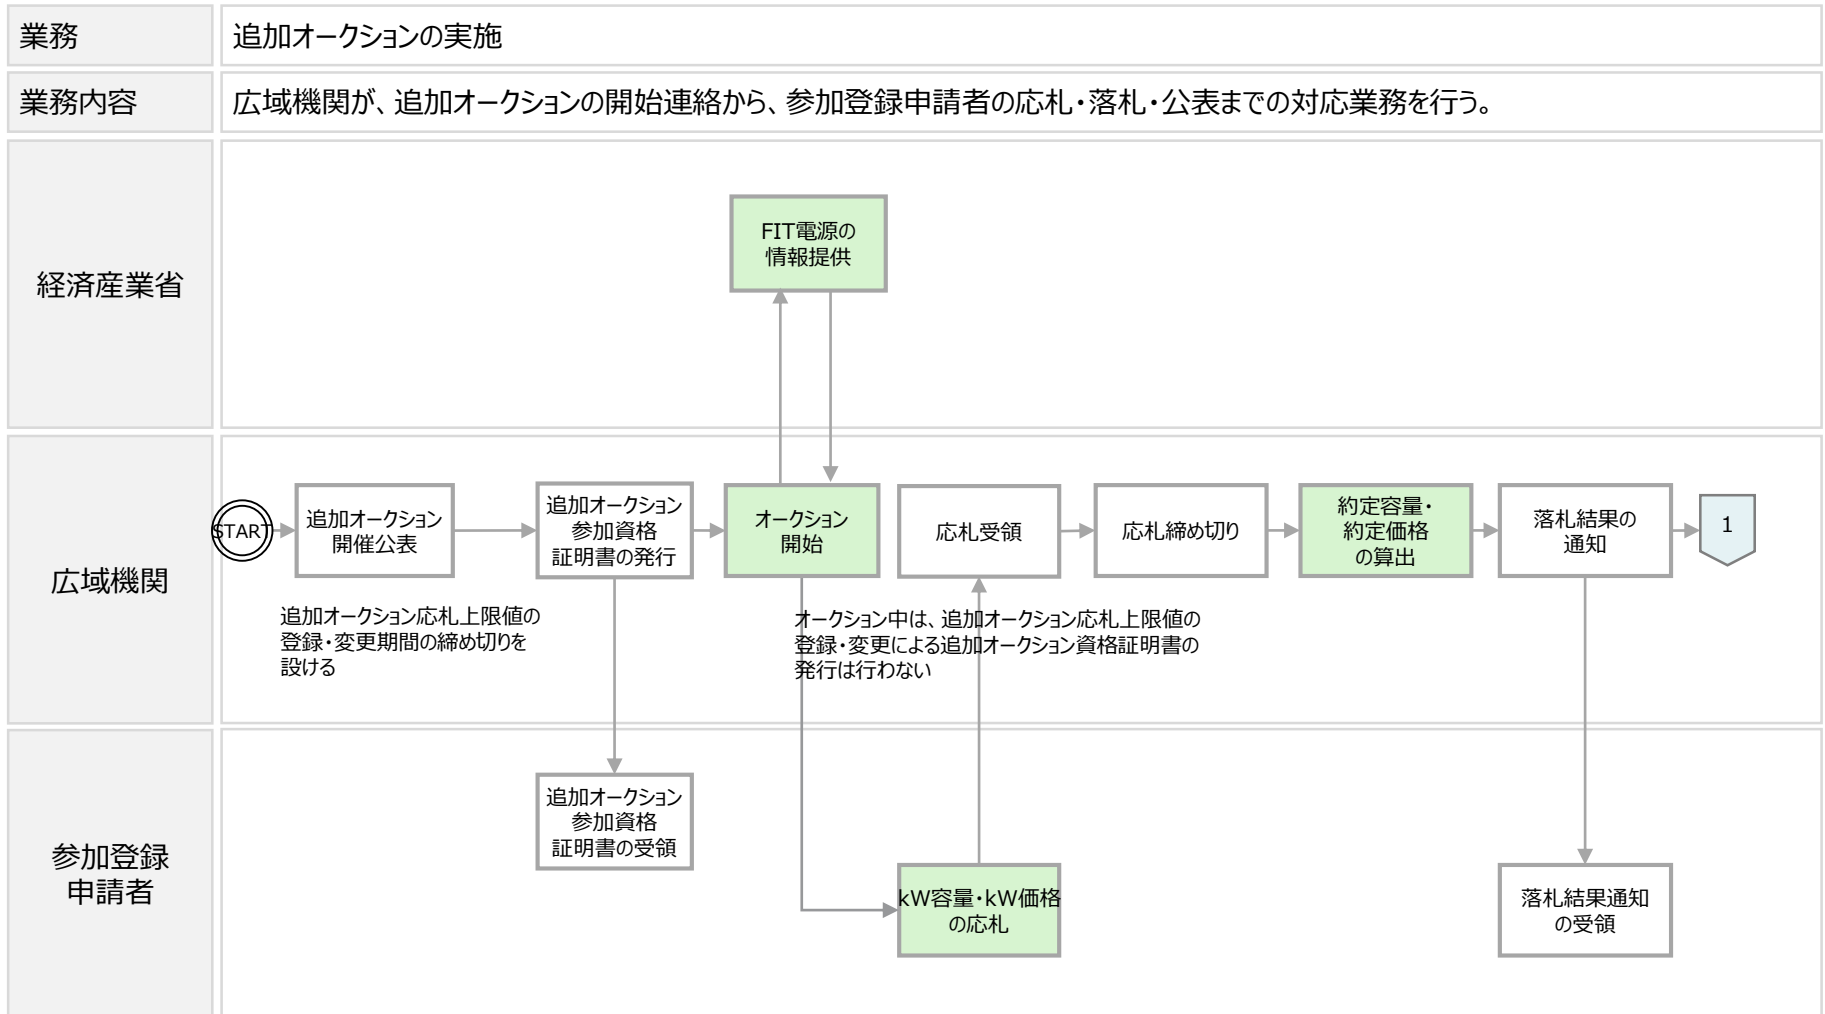 業務
追加オークションの実施
業務内容
広域機関が、追加オークションの開始連絡から、参加登録申請者の応札・落札・公表までの対応業務を行う。
経済産業省
FIT電源の
情報提供
広域機関
START
追加オークション
開催公表
追加オークション
参加資格
証明書の発行
オークション
開始
応札受領
応札締め切り
約定容量・
約定価格
の算出
落札結果の
通知
1
追加オークション応札上限値の
登録・変更期間の締め切りを
設ける
オークション中は、追加オークション応札上限値の
登録・変更による追加オークション資格証明書の
発行は行わない
参加登録
申請者
追加オークション
参加資格
証明書の受領
kW容量・kW価格
の応札
落札結果通知
の受領